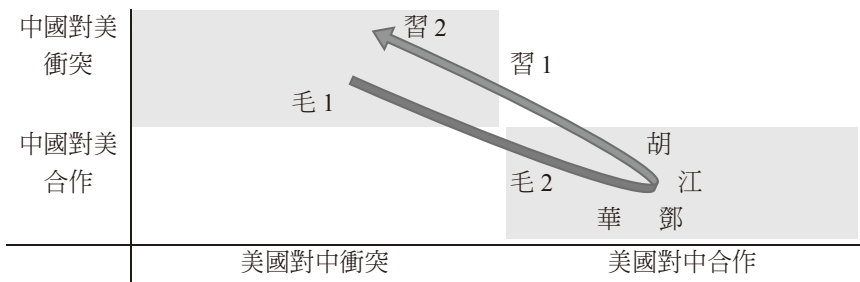 中國對美
衝突
習 2
習 1
毛 1
中國對美
合作
胡
毛 2
江
華
鄧
美國對中衝突
美國對中合作